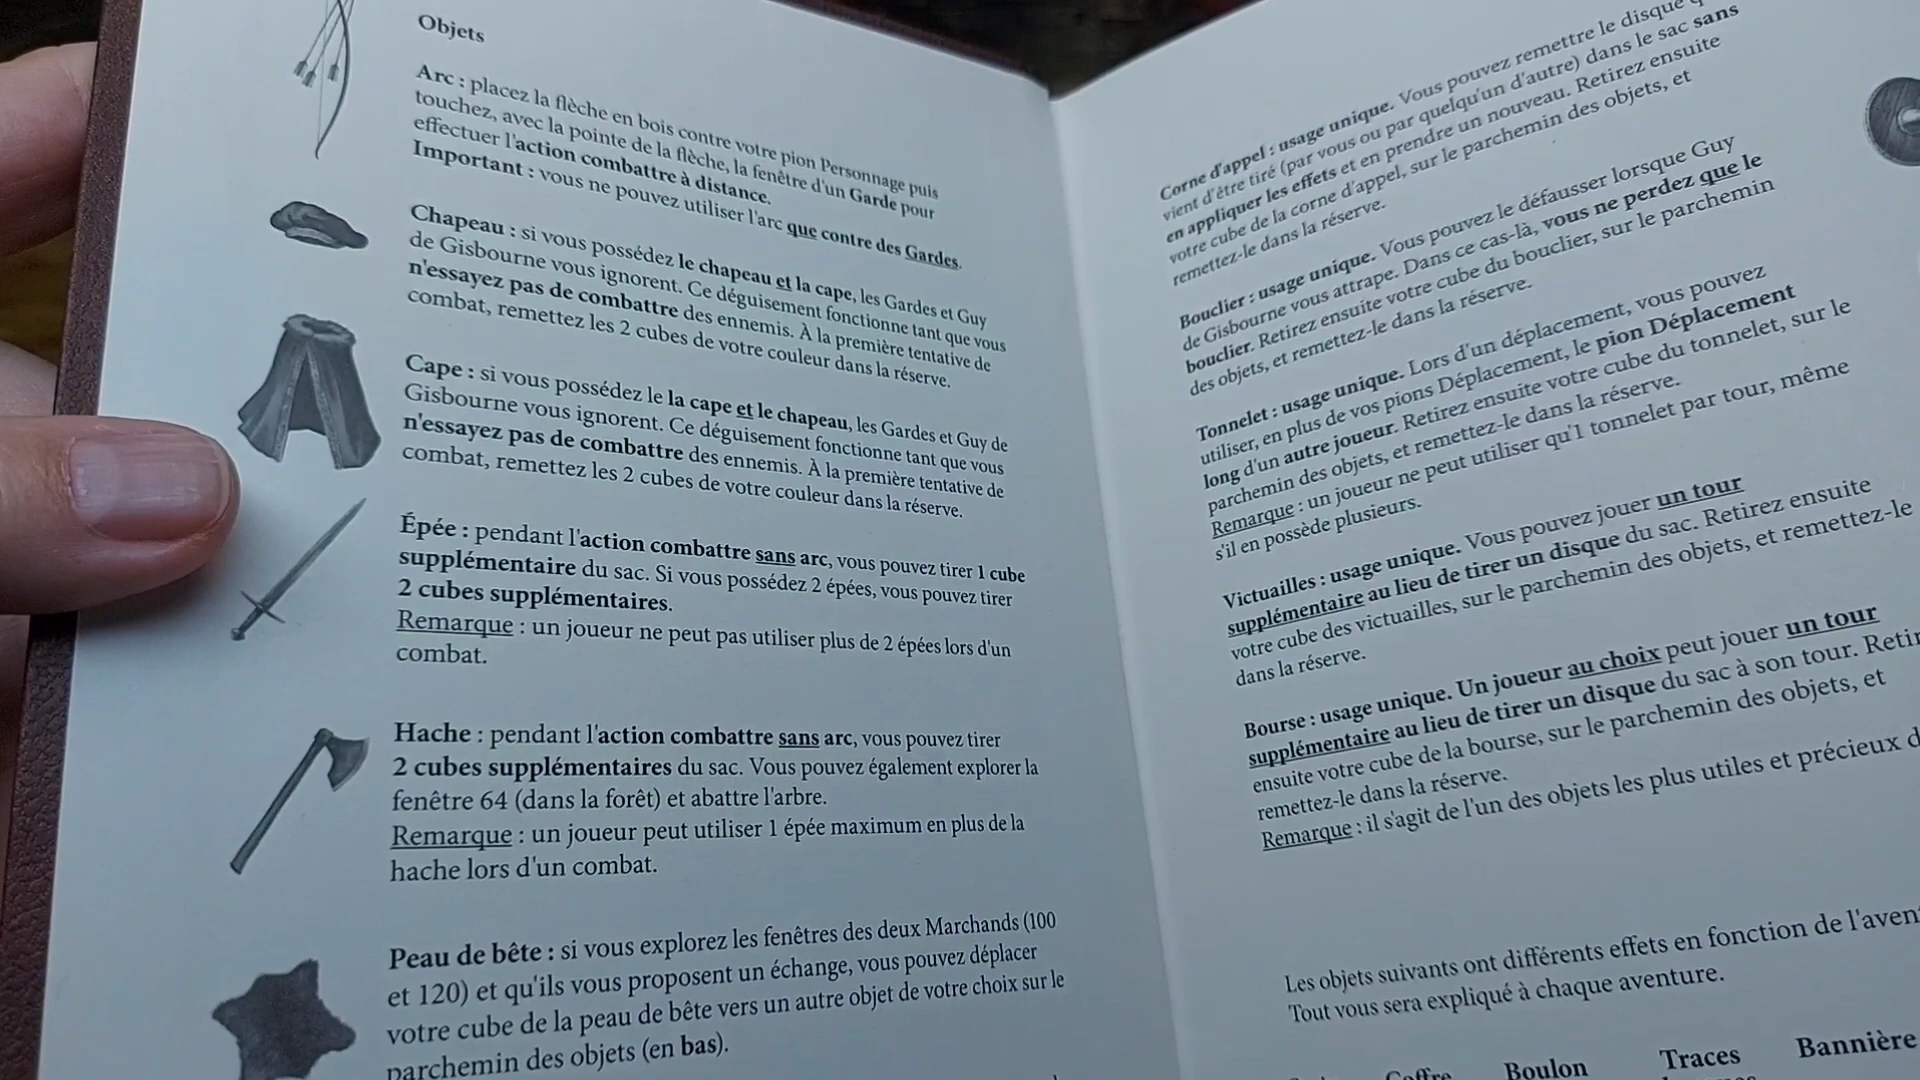 Objets
Arc : placez la flèche en bois contre votre pion Personnage puis
touchez, avec la pointe de la flèche, la fenêtre d'un Garde pour
effectuer l'action combattre à distance.
Important : vous ne pouvez utiliser l'arc que contre des Gardes.
Chapeau : si vous possédez le chapeau et la cape, les Gardes et Guy
de Gisbourne vous ignorent. Ce déguisement fonctionne tant que vous
n'essayez pas de combattre des ennemis. À la première tentative de
combat, remettez les 2 cubes de votre couleur dans la réserve.
Cape : si vous possédez le la cape et le chapeau, les Gardes et Guy de
Gisbourne vous ignorent. Ce déguisement fonctionne tant que vous
n'essayez pas de combattre des ennemis. À la première tentative de
combat, remettez les 2 cubes de votre couleur dans la réserve.
Épée : pendant l'action combattre sans arc, vous pouvez tirer 1 cube
supplémentaire du sac. Si vous possédez 2 épées, vous pouvez tirer
2 cubes supplémentaires.
Remarque : un joueur ne peut pas utiliser plus de 2 épées lors d'un
combat.
Hache : pendant l'action combattre sans arc, vous pouvez tirer
2 cubes supplémentaires du sac. Vous pouvez également explorer la
fenêtre 64 (dans la forêt) et abattre l'arbre.
Remarque : un joueur peut utiliser 1 épée maximum en plus de la
hache lors d'un combat.
Peau de bête : si vous explorez les fenêtres des deux Marchands (100
et 120) et qu'ils vous proposent un échange, vous pouvez déplacer
votre cube de la peau de bête vers un autre objet de votre choix sur le
parchemin des objets (en bas).
Corne d'appel : usage unique. Vous pouvez remettre le disque
vient d'être tiré (par vous ou par quelqu'un d'autre) dans le sac sans
en appliquer les effets et en prendre un nouveau. Retirez ensuite
votre cube de la corne d'appel, sur le parchemin des objets, et
remettez-le dans la réserve.
Bouclier : usage unique. Vous pouvez le défausser lorsque Guy
de Gisbourne vous attrape. Dans ce cas-là, vous ne perdez que le
bouclier. Retirez ensuite votre cube du bouclier, sur le parchemin
des objets, et remettez-le dans la réserve.
Tonnelet : usage unique. Lors d'un déplacement, vous pouvez
utiliser, en plus de vos pions Déplacement, le pion Déplacement
long d'un autre joueur. Retirez ensuite votre cube du tonnelet, sur le
parchemin des objets, et remettez-le dans la réserve.
Remarque : un joueur ne peut utiliser qu'1 tonnelet par tour, même
s'il en possède plusieurs.
Victuailles : usage unique. Vous pouvez jouer un tour
supplémentaire au lieu de tirer un disque du sac. Retirez ensuite
votre cube des victuailles, sur le parchemin des objets, et remettez-le
dans la réserve.
Bourse : usage unique. Un joueur au choix peut jouer un tour
supplémentaire au lieu de tirer un disque du sac à son tour. Retir
ensuite votre cube de la bourse, sur le parchemin des objets, et
remettez-le dans la réserve.
Remarque : il s'agit de l'un des objets les plus utiles et précieux d
Les objets suivants ont différents effets en fonction de l'aven
Tout vous sera expliqué à chaque aventure.
Coffre Boulon Traces Bannière